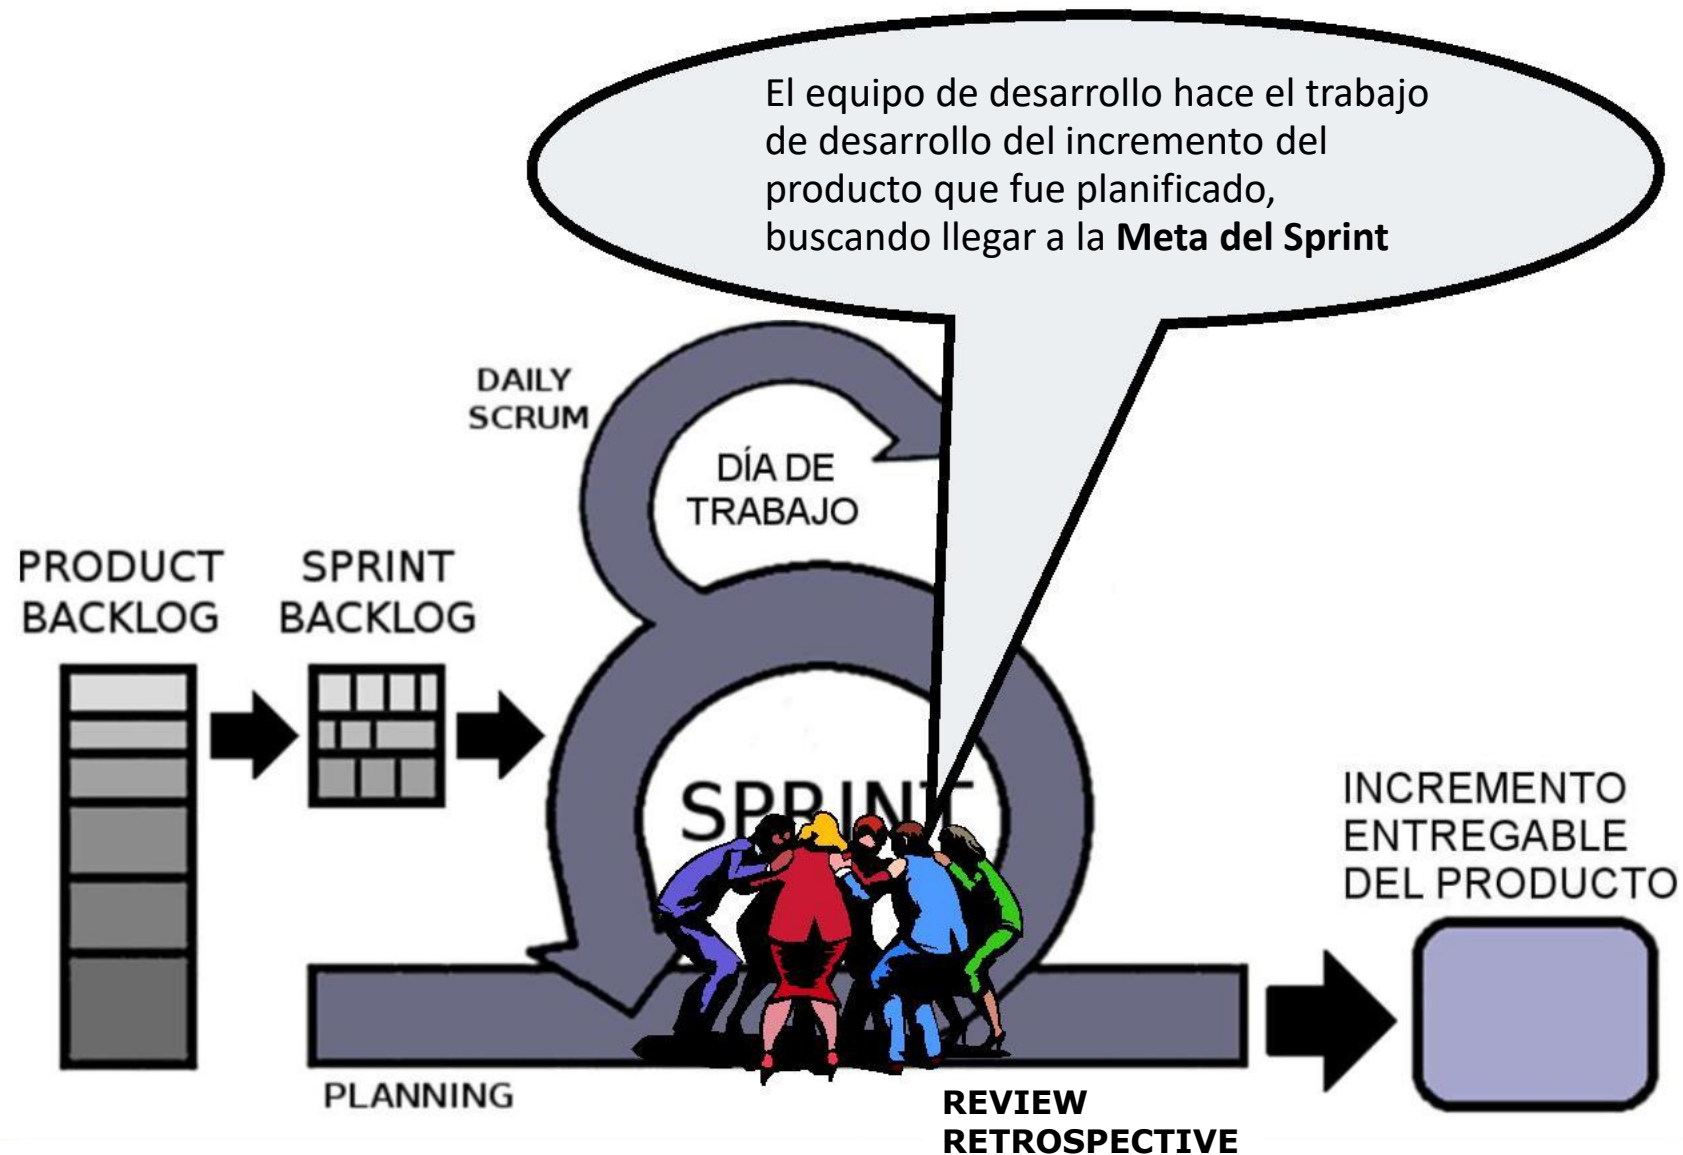 El equipo de desarrollo hace el trabajo
de desarrollo del incremento del
producto que fue planificado,
buscando llegar a la Meta del Sprint
DAILY
SCRUM
DÍA DE
TRABAJO
PRODUCT
BACKLOG
SPRINT
BACKLOG
SPRINT
INCREMENTO
ENTREGABLE
DEL PRODUCTO
PLANNING
REVIEW
RETROSPECTIVE